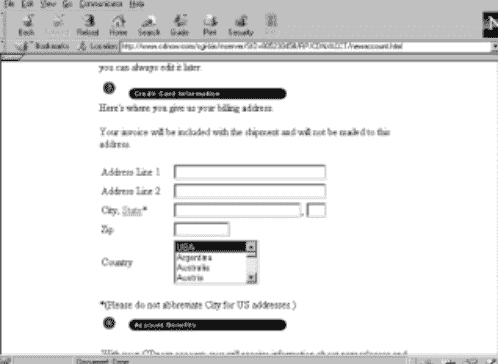 File Edit View Go Communicator Help
Back Reload Home Search Guide Print Security
Bookmarks Location:
you can always edit it later.
Credit Card Information
Here's where you give us your billing address.
Your invoice will be included with the shipment and will not be mailed to this
address.
Address Line 1
Address Line 2
City, State*
Zip
Country
USA
Argentina
Australia
Austria
*(Please do not abbreviate City for US addresses.)
Account Benefits
Document: Done